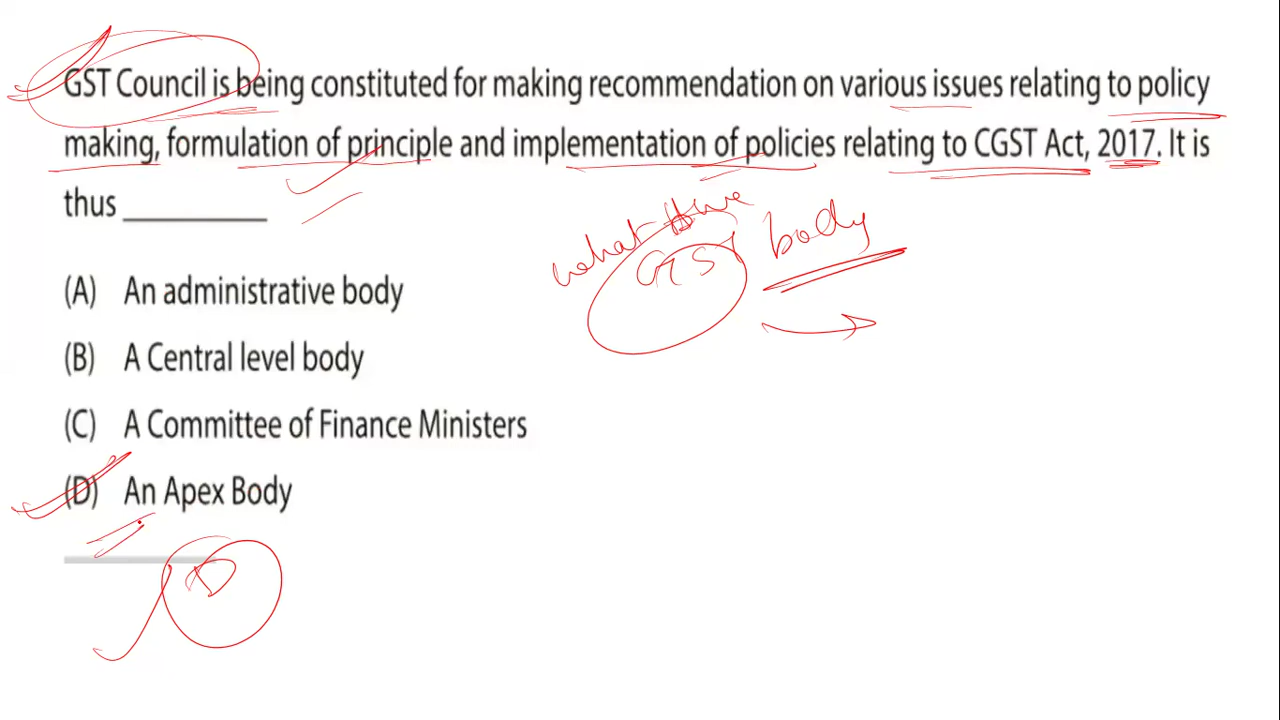 GST Council is being constituted for making recommendation on various issues relating to policy
making, formulation of principle and implementation of policies relating to CGST Act, 2017. It is
thus __________
what
GST body
(A) An administrative body
(B) A Central level body
(C) A Committee of Finance Ministers
(D) An Apex Body
D